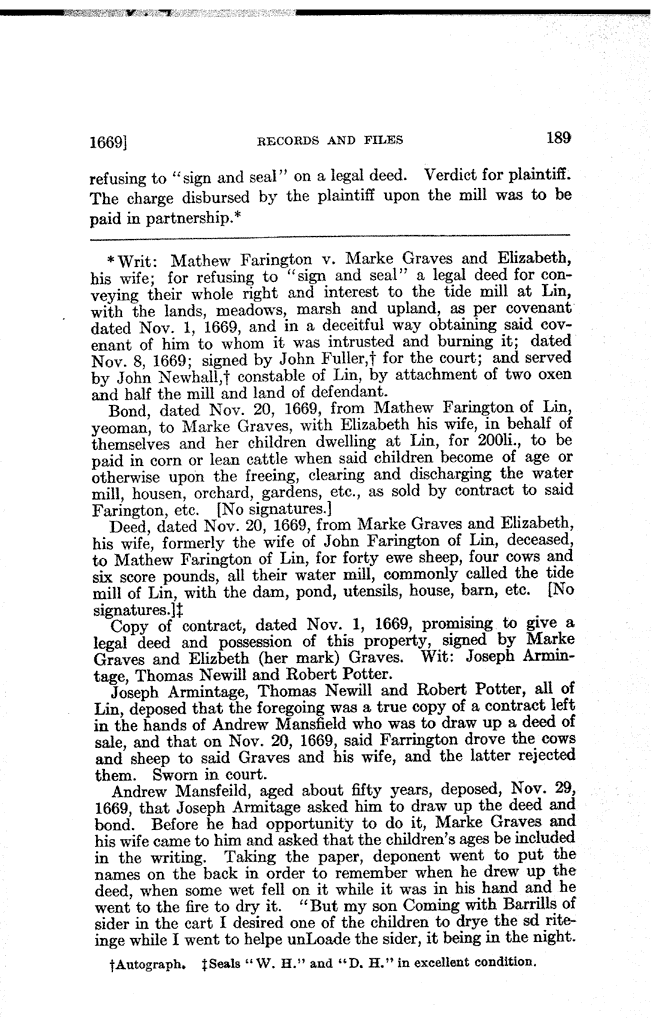 1669] RECORDS AND FILES 189
refusing to "sign and seal" on a legal deed. Verdict for plaintiff.
The charge disbursed by the plaintiff upon the mill was to be
paid in partnership.*
*Writ: Mathew Farington v. Marke Graves and Elizabeth,
his wife; for refusing to "sign and seal" a legal deed for con-
veying their whole right and interest to the tide mill at Lin,
with the lands, meadows, marsh and upland, as per covenant
dated Nov. 1, 1669, and in a deceitful way obtaining said cov-
enant of him to whom it was intrusted and burning it; dated
Nov. 8, 1669; signed by John Fuller,† for the court; and served
by John Newhall,† constable of Lin, by attachment of two oxen
and half the mill and land of defendant.
Bond, dated Nov. 20, 1669, from Mathew Farington of Lin,
yeoman, to Marke Graves, with Elizabeth his wife, in behalf of
themselves and her children dwelling at Lin, for 200li., to be
paid in corn or lean cattle when said children become of age or
otherwise upon the freeing, clearing and discharging the water
mill, housen, orchard, gardens, etc., as sold by contract to said
Farington, etc. [No signatures.]
Deed, dated Nov. 20, 1669, from Marke Graves and Elizabeth,
his wife, formerly the wife of John Farington of Lin, deceased,
to Mathew Farington of Lin, for forty ewe sheep, four cows and
six score pounds, all their water mill, commonly called the tide
mill of Lin, with the dam, pond, utensils, house, barn, etc. [No
signatures.]‡
Copy of contract, dated Nov. 1, 1669, promising to give a
legal deed and possession of this property, signed by Marke
Graves and Elizbeth (her mark) Graves. Wit: Joseph Armin-
tage, Thomas Newill and Robert Potter.
Joseph Armintage, Thomas Newill and Robert Potter, all of
Lin, deposed that the foregoing was a true copy of a contract left
in the hands of Andrew Mansfield who was to draw up a deed of
sale, and that on Nov. 20, 1669, said Farrington drove the cows
and sheep to said Graves and his wife, and the latter rejected
them. Sworn in court.
Andrew Mansfeild, aged about fifty years, deposed, Nov. 29,
1669, that Joseph Armitage asked him to draw up the deed and
bond. Before he had opportunity to do it, Marke Graves and
his wife came to him and asked that the children's ages be included
in the writing. Taking the paper, deponent went to put the
names on the back in order to remember when he drew up the
deed, when some wet fell on it while it was in his hand and he
went to the fire to dry it. "But my son Coming with Barrills of
sider in the cart I desired one of the children to drye the sd rite-
inge while I went to helpe unLoade the sider, it being in the night.
†Autograph. ‡Seals "W. H." and "D. H." in excellent condition.